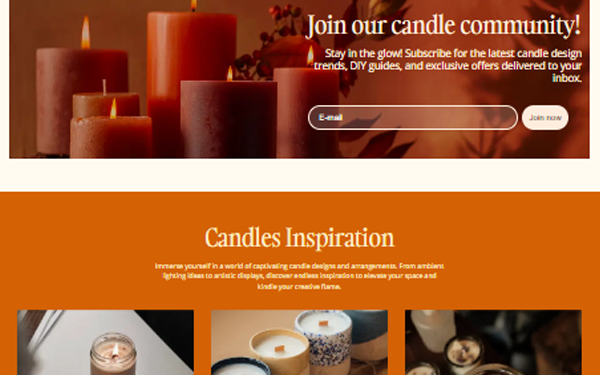 Join our candle community!
Stay in the glow! Subscribe for the latest candle design
trends, DIY guides, and exclusive offers delivered to your
inbox.
E-mail
Join now
Candles Inspiration
Immerse yourself in a world of captivating candle designs and arrangements. From ambient
lighting ideas to artistic displays, discover endless inspiration to elevate your space and
kindle your creative flame.